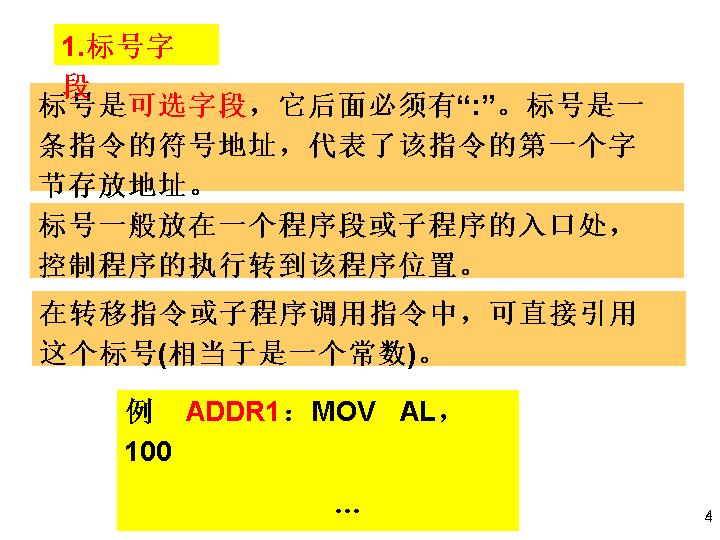 1.标号字
段
标号是可选字段，它后面必须有“:”。标号是一
条指令的符号地址，代表了该指令的第一个字
节存放地址。
标号一般放在一个程序段或子程序的入口处，
控制程序的执行转到该程序位置。
在转移指令或子程序调用指令中，可直接引用
这个标号(相当于是一个常数)。
例 ADDR1：MOV AL，
100
…
4